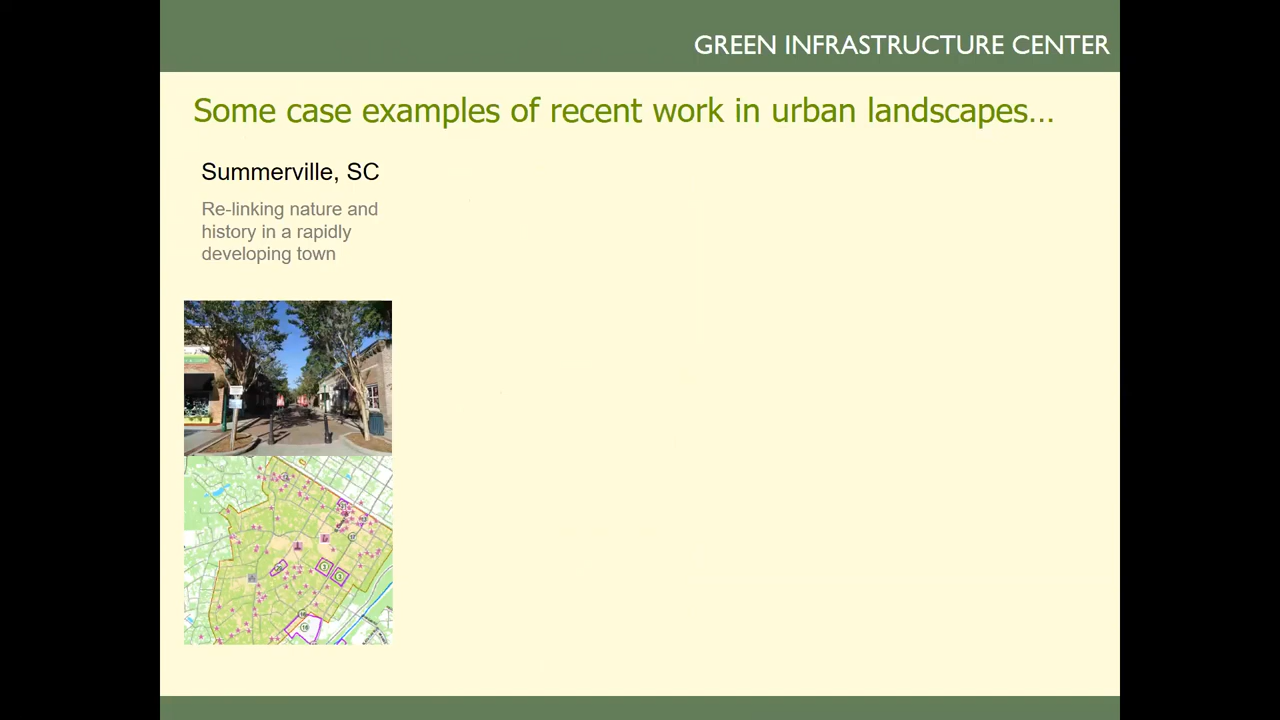 GREEN INFRASTRUCTURE CENTER
Some case examples of recent work in urban landscapes...
Summerville, SC
Re-linking nature and
history in a rapidly
developing town